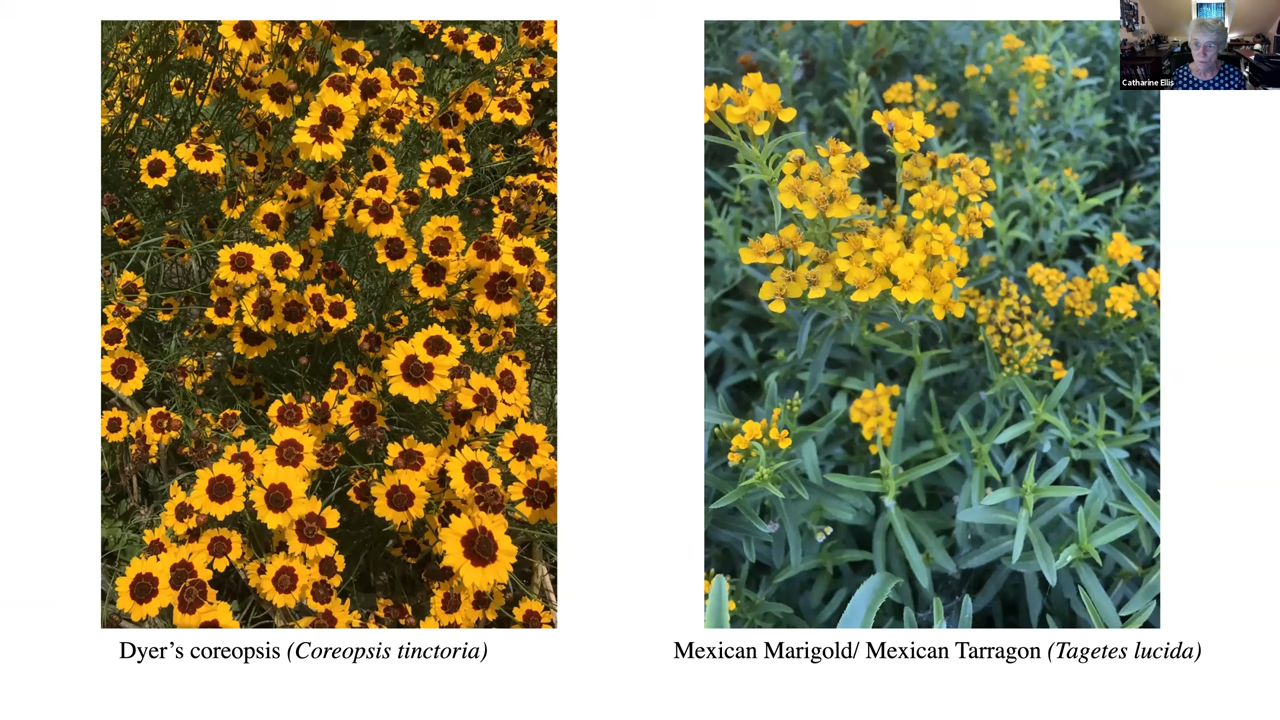 Catharine Ellis
Dyer’s coreopsis (Coreopsis tinctoria)
Mexican Marigold/ Mexican Tarragon (Tagetes lucida)